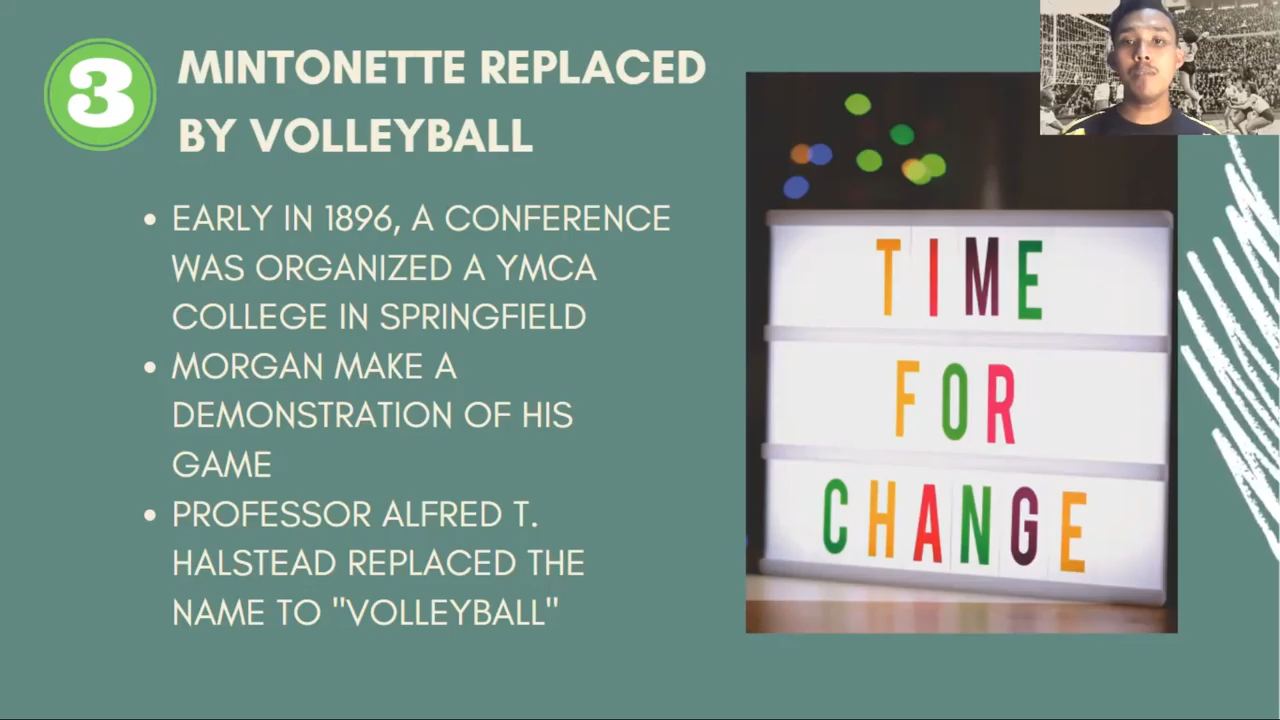 3
MINTONETTE REPLACED
BY VOLLEYBALL
• EARLY IN 1896, A CONFERENCE
WAS ORGANIZED A YMCA
COLLEGE IN SPRINGFIELD
• MORGAN MAKE A
DEMONSTRATION OF HIS
GAME
• PROFESSOR ALFRED T.
HALSTEAD REPLACED THE
NAME TO "VOLLEYBALL"
TIME
FOR
CHANGE